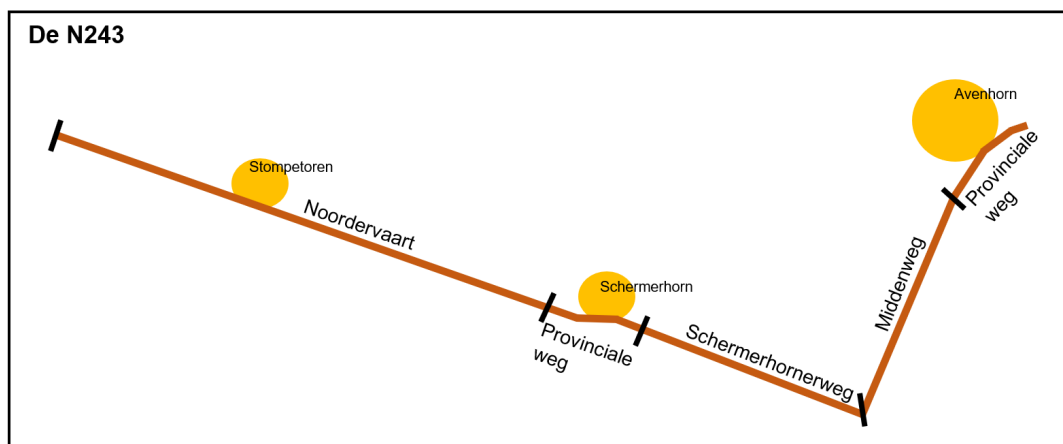 De N243
Avenhorn
Stompetoren
Provinciale
weg
Noordervaart
Middenweg
Schermerhorn
Provinciale
weg
Schermerhornerweg